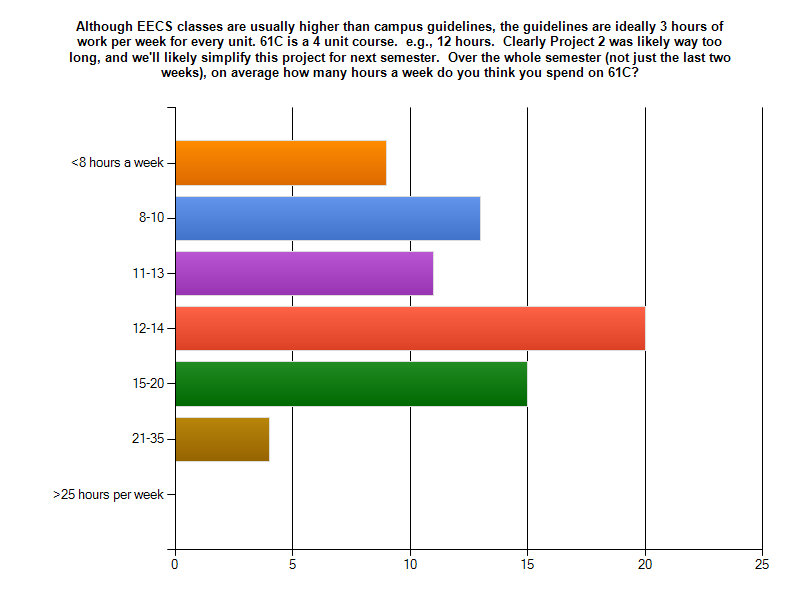 Although EECS classes are usually higher than campus guidelines, the guidelines are ideally 3 hours of
work per week for every unit. 61C is a 4 unit course.  e.g., 12 hours.  Clearly Project 2 was likely way too
long, and we'll likely simplify this project for next semester.  Over the whole semester (not just the last two
weeks), on average how many hours a week do you think you spend on 61C?
<8 hours a week
8-10
11-13
12-14
15-20
21-35
>25 hours per week
0 5 10 15 20 25